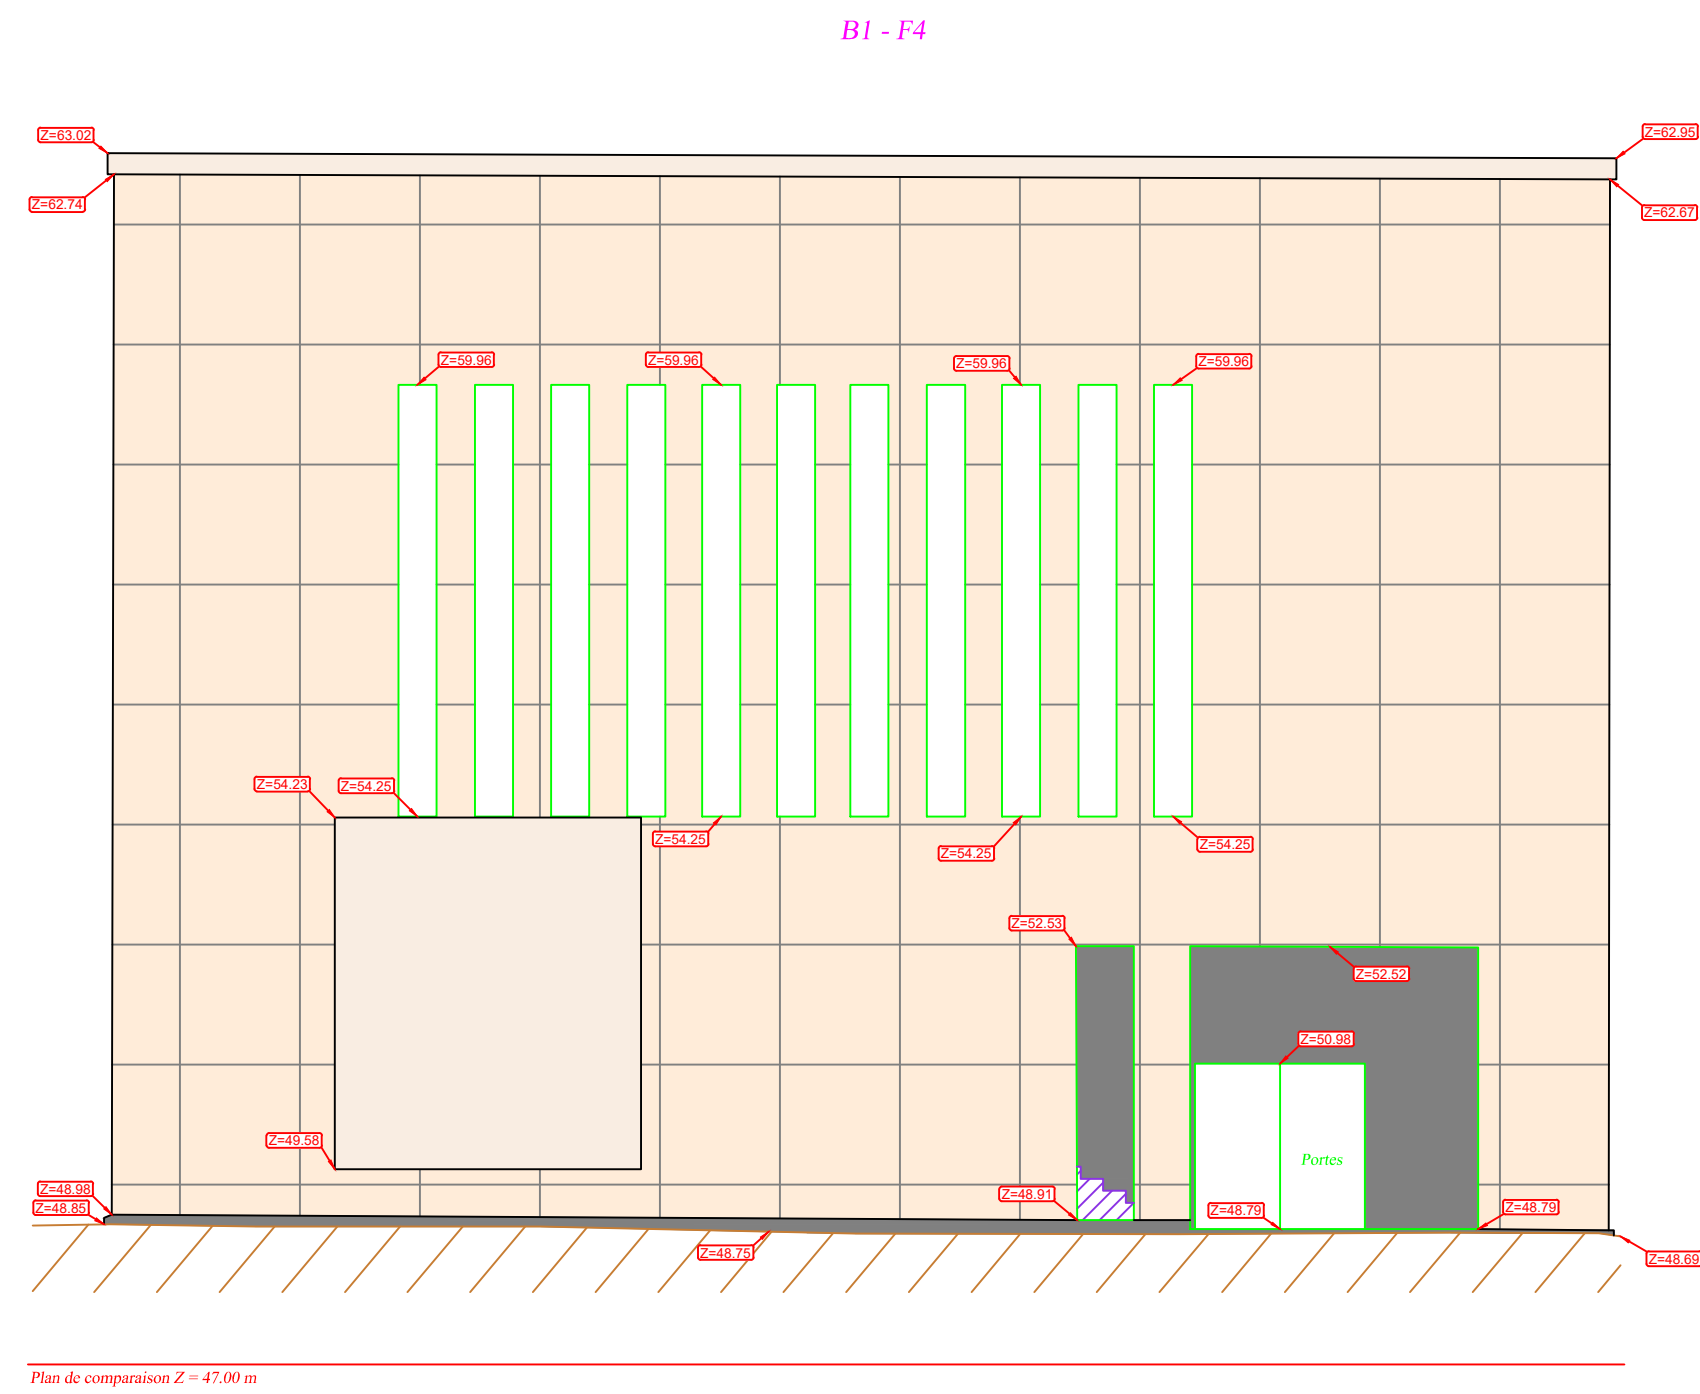 B1 - F4
Z=63.02
Z=62.95
Z=62.74
Z=62.67
Z=59.96
Z=59.96
Z=59.96
Z=59.96
Z=54.23
Z=54.25
Z=54.25
Z=54.25
Z=54.25
Z=52.53
Z=52.52
Z=50.98
Z=49.58
Portes
Z=48.98
Z=48.85
Z=48.91
Z=48.79
Z=48.79
Z=48.75
Z=48.69
Plan de comparaison Z = 47.00 m